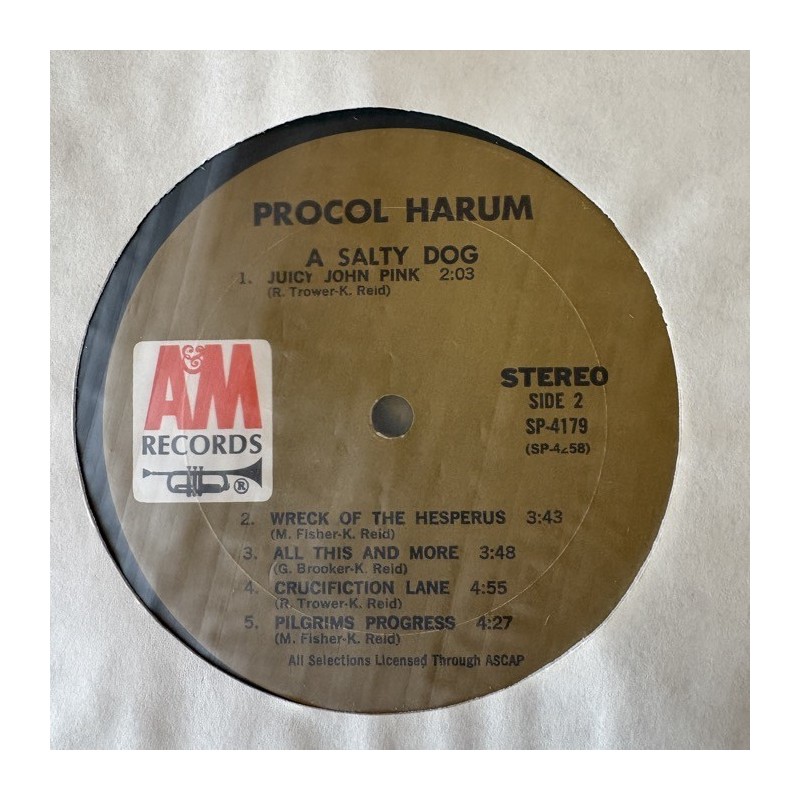 PROCOL HARUM
A SALTY DOG
1. JUICY JOHN PINK 2:03
(R. Trower-K. Reid)
A&M
RECORDS
®
STEREO
SIDE 2
SP-4179
(SP-4258)
2. WRECK OF THE HESPERUS 3:43
(M. Fisher-K. Reid)
3. ALL THIS AND MORE 3:48
(G. Brooker-K. Reid)
4. CRUCIFICTION LANE 4:55
(R. Trower-K. Reid)
5. PILGRIMS PROGRESS 4:27
(M. Fisher-K. Reid)
All Selections Licensed Through ASCAP